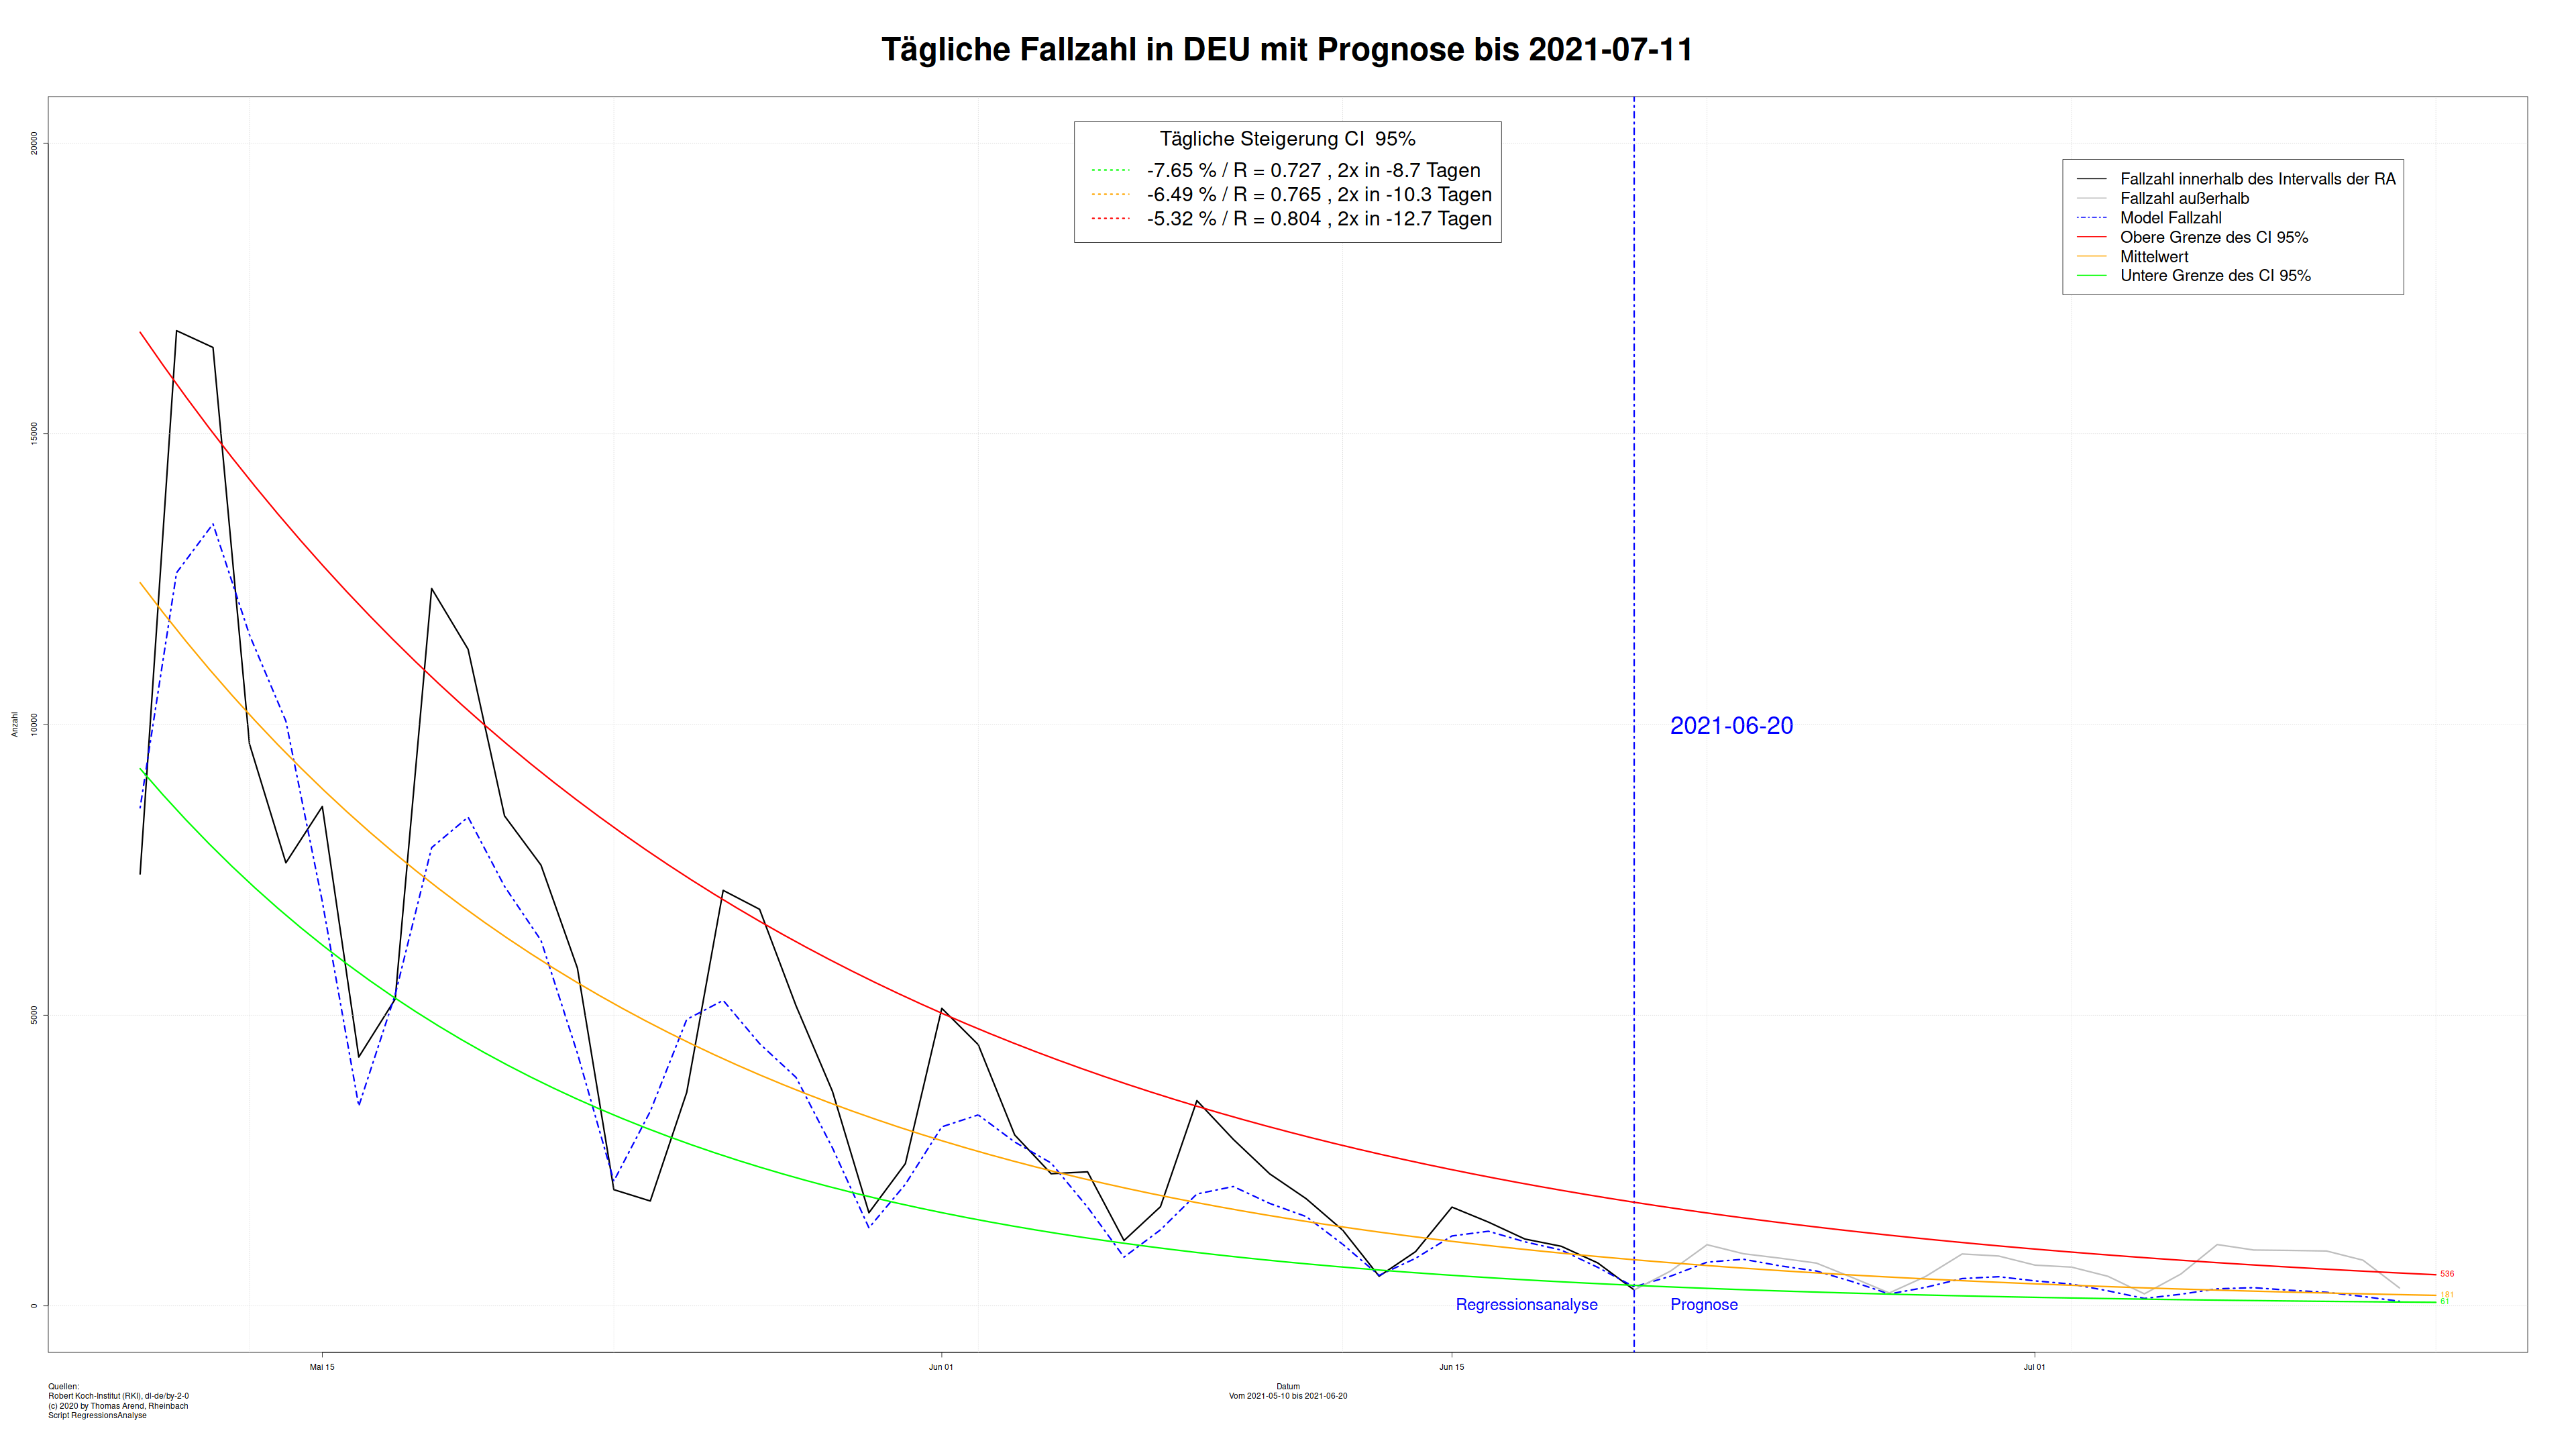 Tägliche Fallzahl in DEU mit Prognose bis 2021-07-11
Tägliche Steigerung CI  95%
-7.65 % / R = 0.727 , 2x in -8.7 Tagen
-6.49 % / R = 0.765 , 2x in -10.3 Tagen
-5.32 % / R = 0.804 , 2x in -12.7 Tagen
Fallzahl innerhalb des Intervalls der RA
Fallzahl außerhalb
Model Fallzahl
Obere Grenze des CI 95%
Mittelwert
Untere Grenze des CI 95%
20000
15000
10000
5000
0
Anzahl
2021-06-20
Regressionsanalyse
Prognose
536
181
61
Mai 15
Jun 01
Jun 15
Jul 01
Datum
Vom 2021-05-10 bis 2021-06-20
Quellen:
Robert Koch-Institut (RKI), dl-de/by-2-0
(c) 2020 by Thomas Arend, Rheinbach
Script RegressionsAnalyse